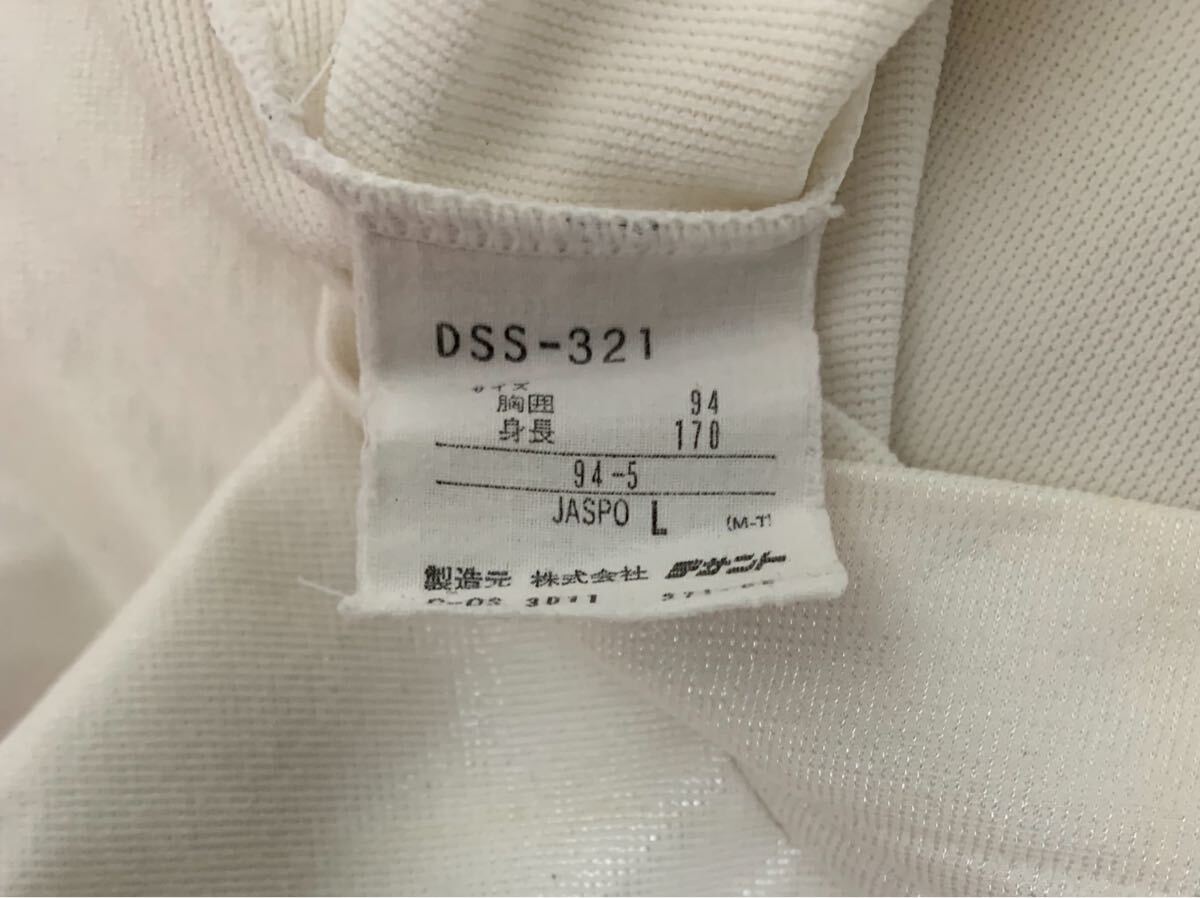 DSS-321
サイズ
胸囲 94
身長 170
94-5
JASPO L (M-T)
製造元 株式会社 デサント